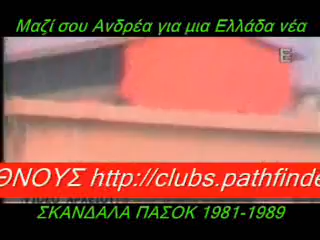 Μαζί σου Ανδρέα για μια Ελλάδα νέα
Ε
ΘΝΟΥΣ http://clubs.pathfinde
ΣΚΑΝΔΑΛΑ ΠΑΣΟΚ 1981-1989